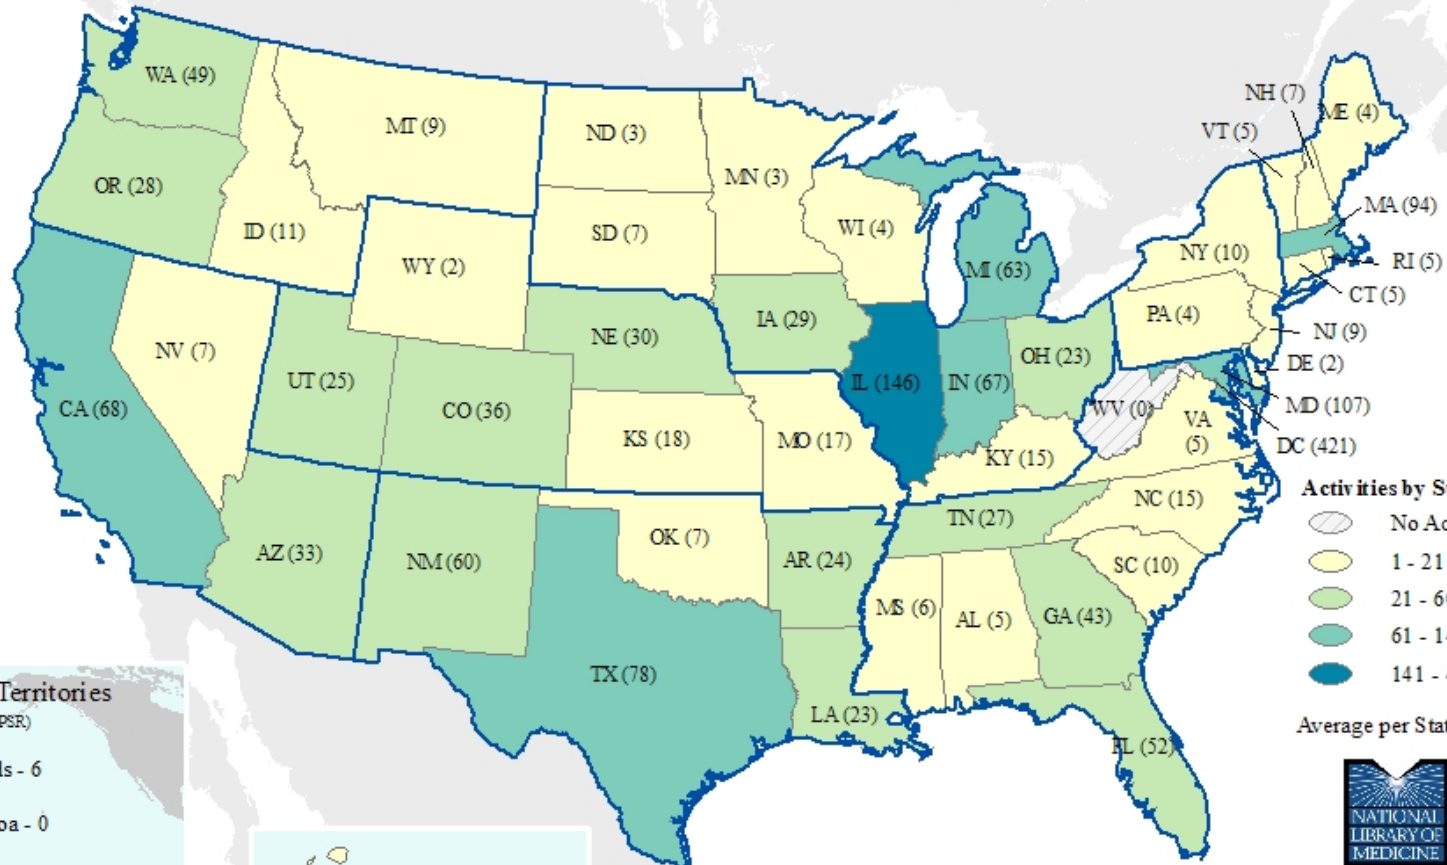 WA (49)
MT (9)
ND (3)
MN (3)
NH (7)
VT (5)
ME (4)
OR (28)
ID (11)
WY (2)
SD (7)
WI (4)
MI (63)
NY (10)
MA (94)
RI (5)
CT (5)
PA (4)
NJ (9)
DE (2)
MD (107)
DC (421)
NV (7)
UT (25)
CO (36)
NE (30)
IA (29)
IL (146)
IN (67)
OH (23)
WV (0)
VA
(5)
CA (68)
KS (18)
MO (17)
KY (15)
NC (15)
TN (27)
SC (10)
AZ (33)
NM (60)
OK (7)
AR (24)
MS (6)
AL (5)
GA (43)
TX (78)
LA (23)
FL (52)
Activities by S
No Ac
1 - 21
21 - 6
61 - 1
141 -
Average per Stat
Territories
PSR)
ls - 6
oa - 0
NATIONAL
LIBRARY OF
MEDICINE